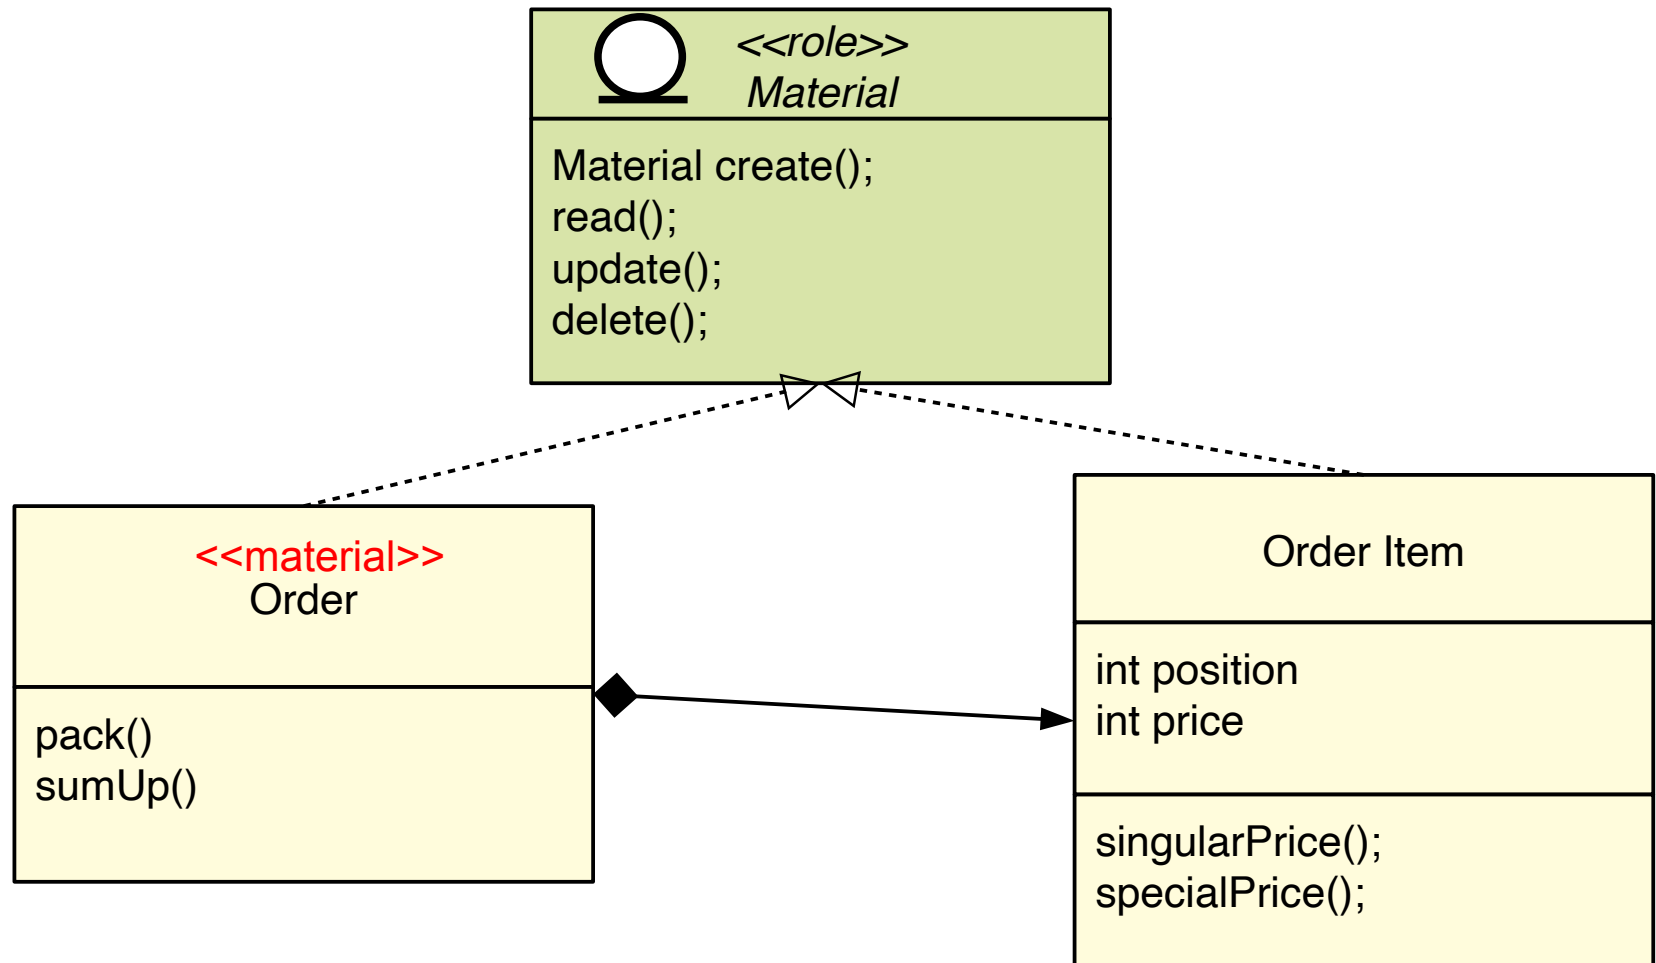 <<role>>
Material
Material create();
read();
update();
delete();
<<material>>
Order
pack()
sumUp()
Order Item
int position
int price
singularPrice();
specialPrice();